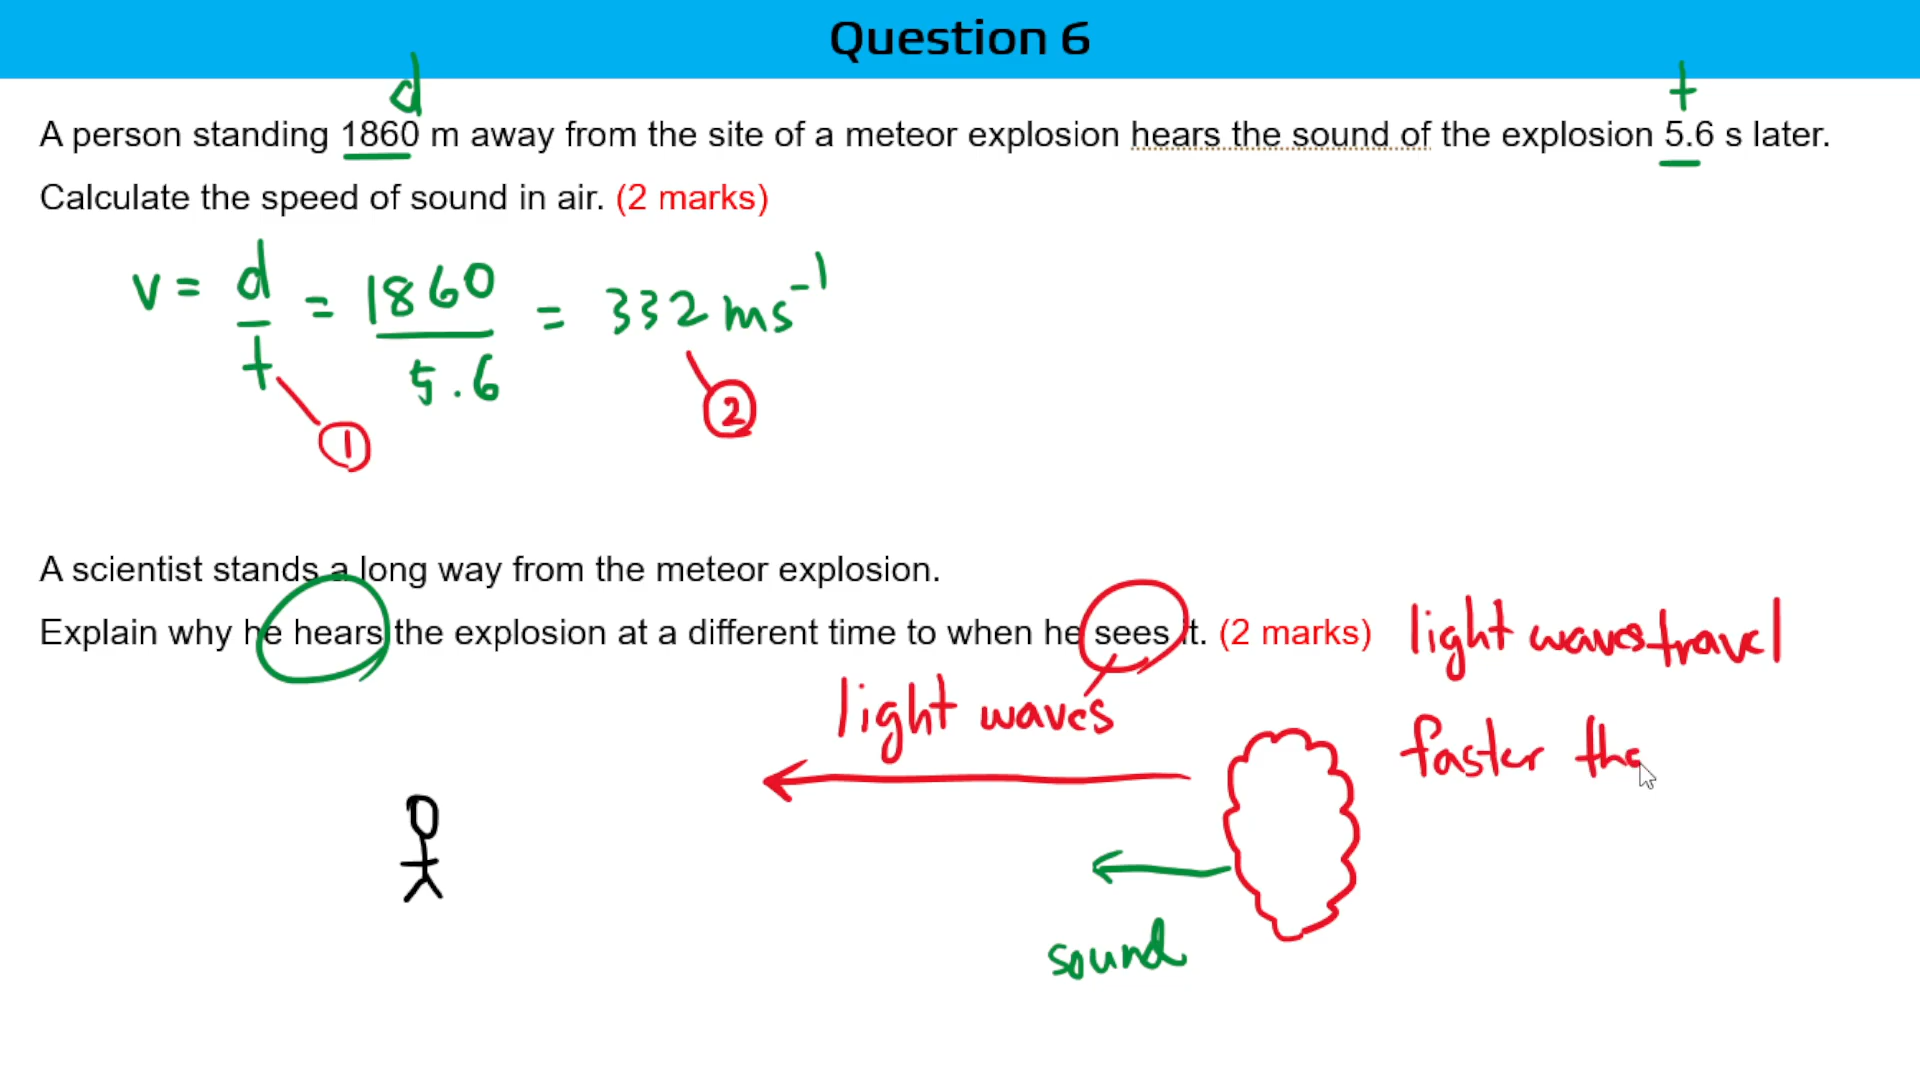 Question 6
d
t
A person standing 1860 m away from the site of a meteor explosion hears the sound of the explosion 5.6 s later.
Calculate the speed of sound in air. (2 marks)
v = d/t = 1860/5.6 = 332 ms⁻¹
1
2
A scientist stands a long way from the meteor explosion.
Explain why he hears the explosion at a different time to when he sees it. (2 marks)
light waves travel
light waves
faster the
sound